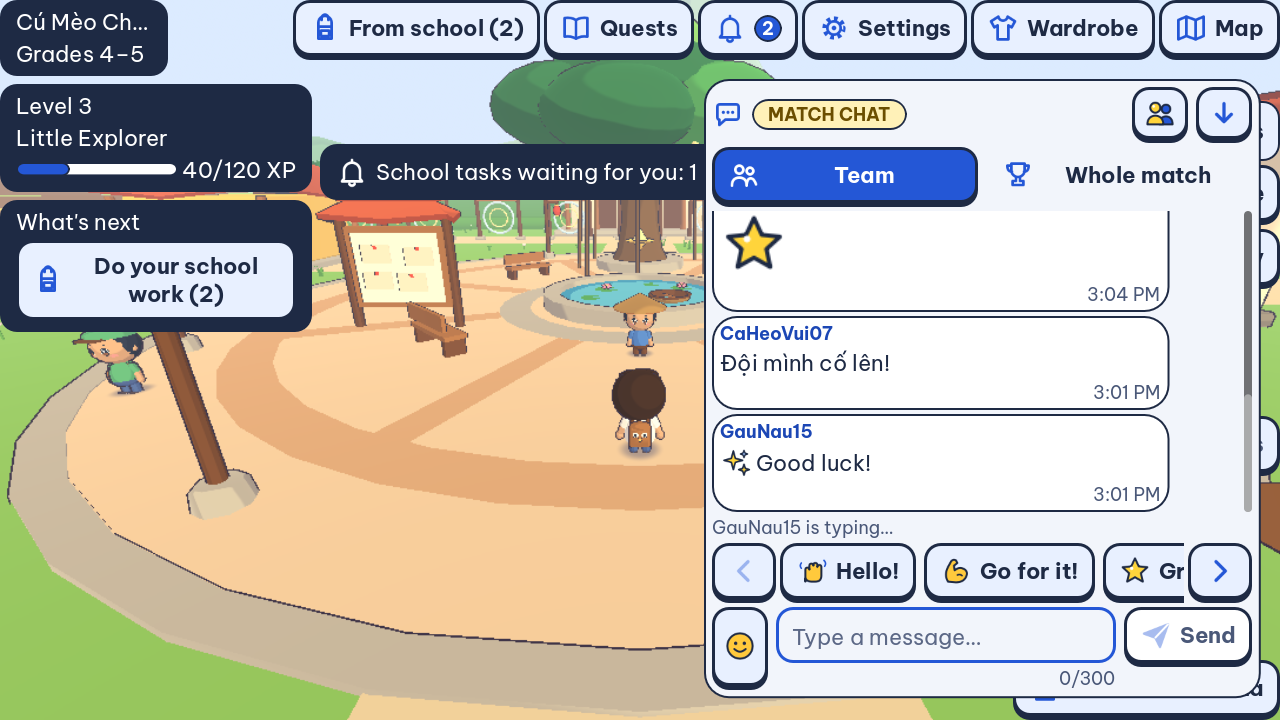 Cú Mèo Ch...
Grades 4–5
From school (2)
Quests
2
Settings
Wardrobe
Map
Level 3
Little Explorer
40/120 XP
School tasks waiting for you: 1
What's next
Do your school
work (2)
MATCH CHAT
Team
Whole match
3:04 PM
CaHeoVui07
Đội mình cố lên!
3:01 PM
GauNau15
Good luck!
3:01 PM
GauNau15 is typing...
Hello!
Go for it!
Gr
Type a message...
Send
0/300